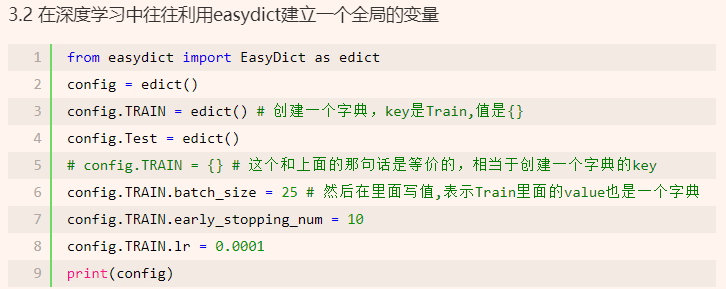 3.2 在深度学习中往往利用easydict建立一个全局的变量
1 from easydict import EasyDict as edict
2 config = edict()
3 config.TRAIN = edict() # 创建一个字典，key是Train,值是{}
4 config.Test = edict()
5 # config.TRAIN = {} # 这个和上面的那句话是等价的，相当于创建一个字典的key
6 config.TRAIN.batch_size = 25 # 然后在里面写值,表示Train里面的value也是一个字典
7 config.TRAIN.early_stopping_num = 10
8 config.TRAIN.lr = 0.0001
9 print(config)